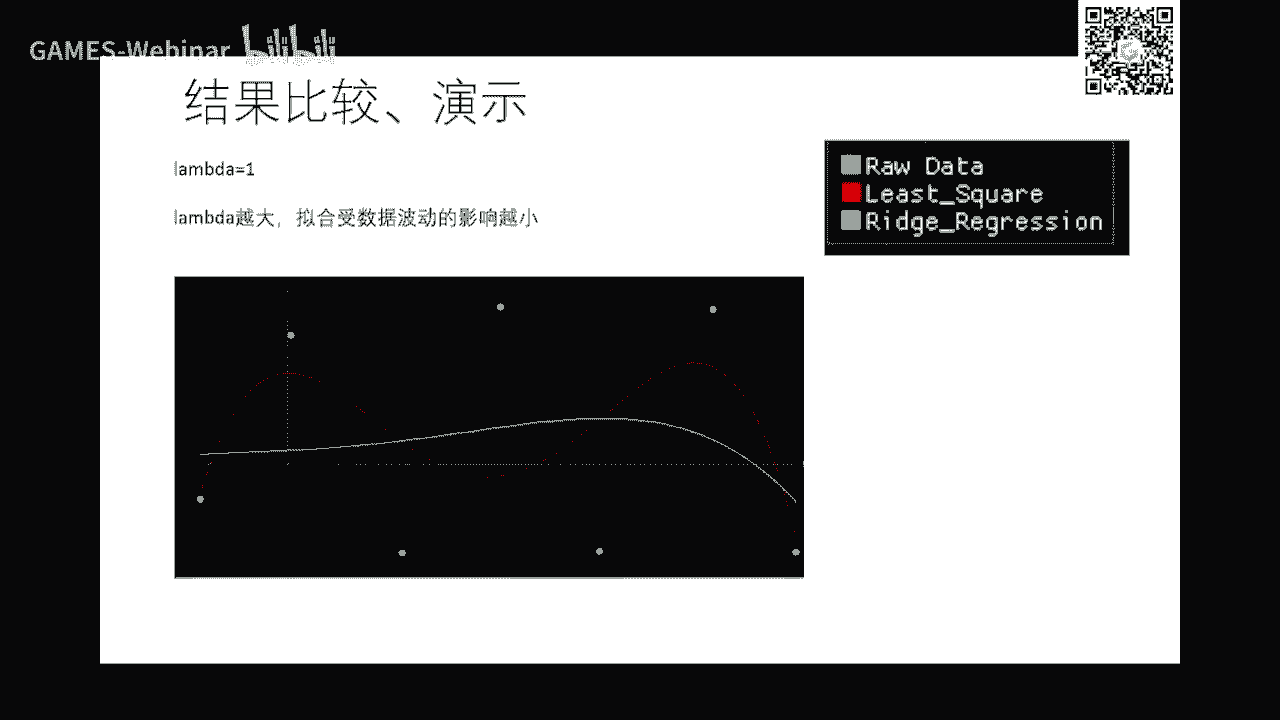 GAMES-Webinar bilibili
结果比较、演示
lambda=1
lambda越大，拟合受数据波动的影响越小
Raw Data
Least_Square
Ridge_Regression